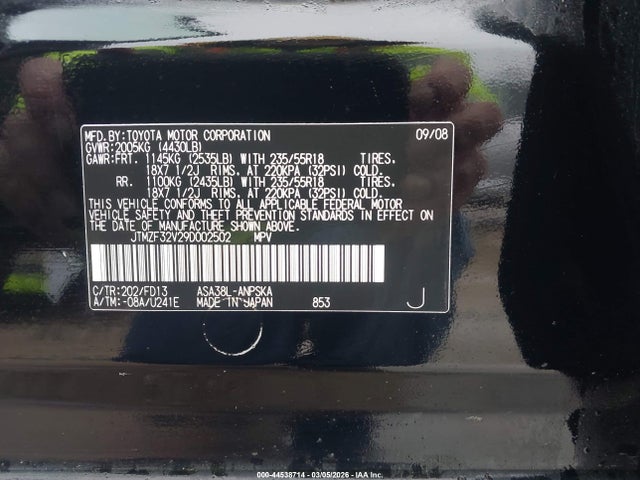 MFD.BY:TOYOTA MOTOR CORPORATION 09/08
GVWR:2005KG (4430LB)
GAWR:FRT. 1145KG (2535LB) WITH 235/55R18 TIRES.
18X7 1/2J RIMS. AT 220KPA (32PSI) COLD.
RR. 1100KG (2435LB) WITH 235/55R18 TIRES.
18X7 1/2J RIMS. AT 220KPA (32PSI) COLD.
THIS VEHICLE CONFORMS TO ALL APPLICABLE FEDERAL MOTOR
VEHICLE SAFETY AND THEFT PREVENTION STANDARDS IN EFFECT ON
THE DATE OF MANUFACTURE SHOWN ABOVE.
JTMZF32V29D002502 MPV
C/TR:202/FD13 ASA38L-ANPSKA
A/TM:-08A/U241E MADE IN JAPAN 853 J
000-44538714 - 03/05/2026 - IAA Inc.